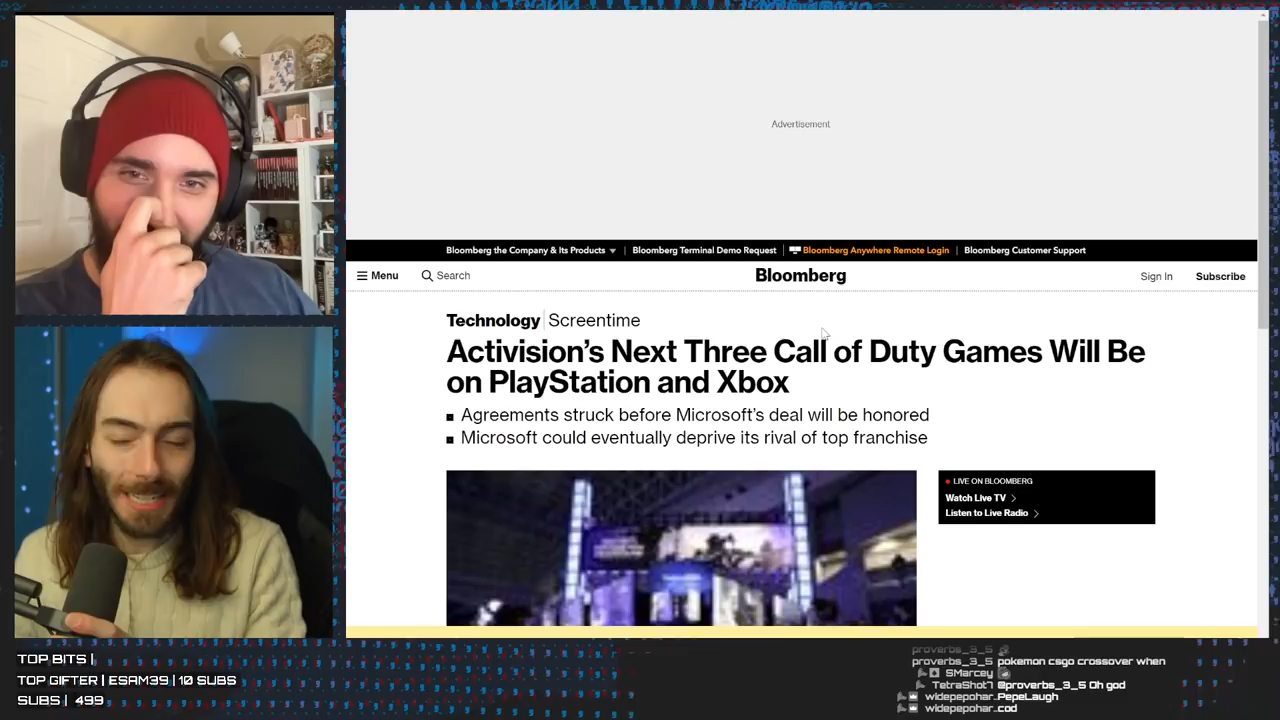 Advertisement
Bloomberg the Company & Its Products ▼ | Bloomberg Terminal Demo Request | Bloomberg Anywhere Remote Login | Bloomberg Customer Support
Menu Search Bloomberg Sign In Subscribe
Technology | Screentime
Activision's Next Three Call of Duty Games Will Be
on PlayStation and Xbox
Agreements struck before Microsoft's deal will be honored
Microsoft could eventually deprive its rival of top franchise
LIVE ON BLOOMBERG
Watch Live TV >
Listen to Live Radio >
TOP BITS |
TOP GIFTER | ESAM39 | 10 SUBS
SUBS | 499
proverbs_3_5
proverbs_3_5 pokemon csgo crossover when
SMarcey
TetraShot7 @proverbs_3_5 Oh god
widepepohar PepeLaugh
widepepohar cod